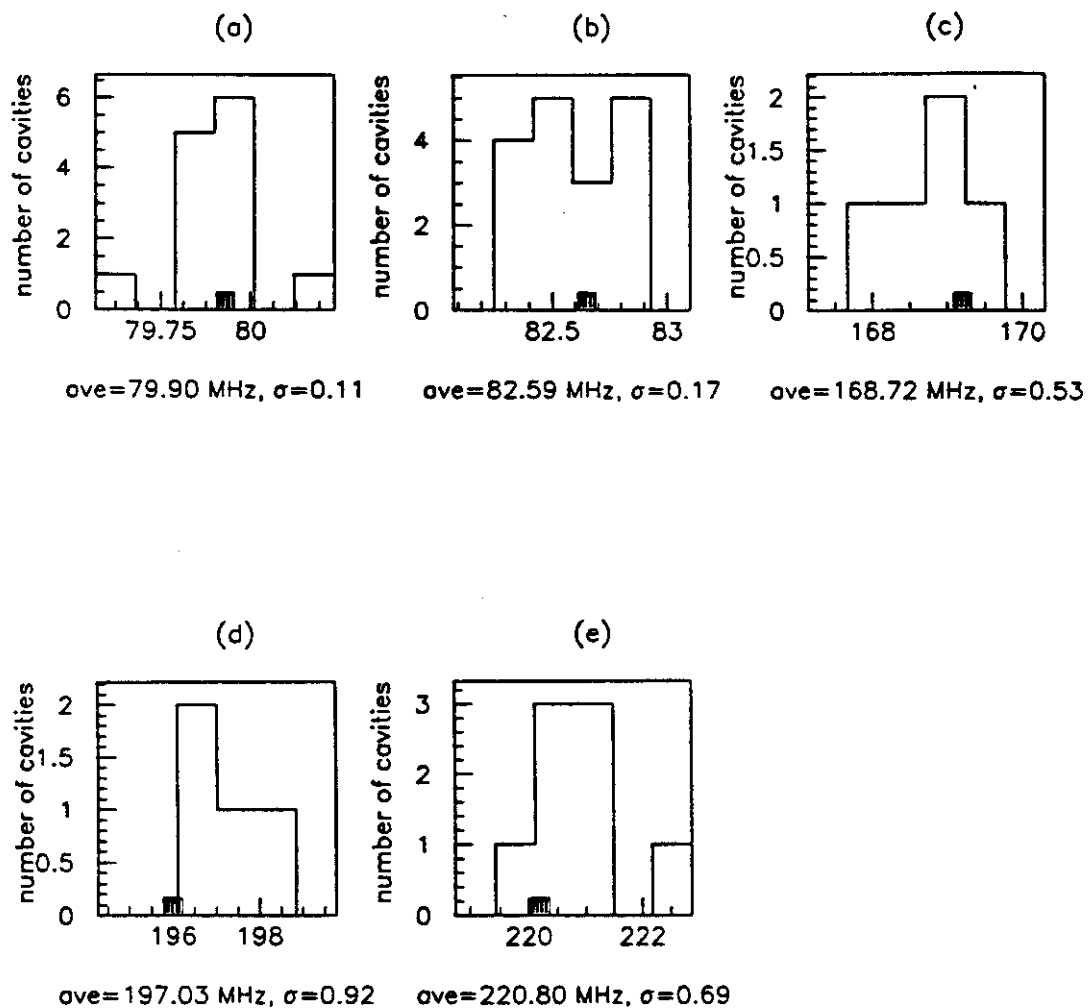 (a)
(b)
(c)
number of cavities
6
4
2
0
79.75
80
number of cavities
4
2
0
82.5
83
number of cavities
2
1.5
1
0.5
0
168
170
ave=79.90 MHz, σ=0.11
ave=82.59 MHz, σ=0.17
ave=168.72 MHz, σ=0.53
(d)
(e)
number of cavities
2
1.5
1
0.5
0
196
198
number of cavities
3
2
1
0
220
222
ave=197.03 MHz, σ=0.92
ave=220.80 MHz, σ=0.69